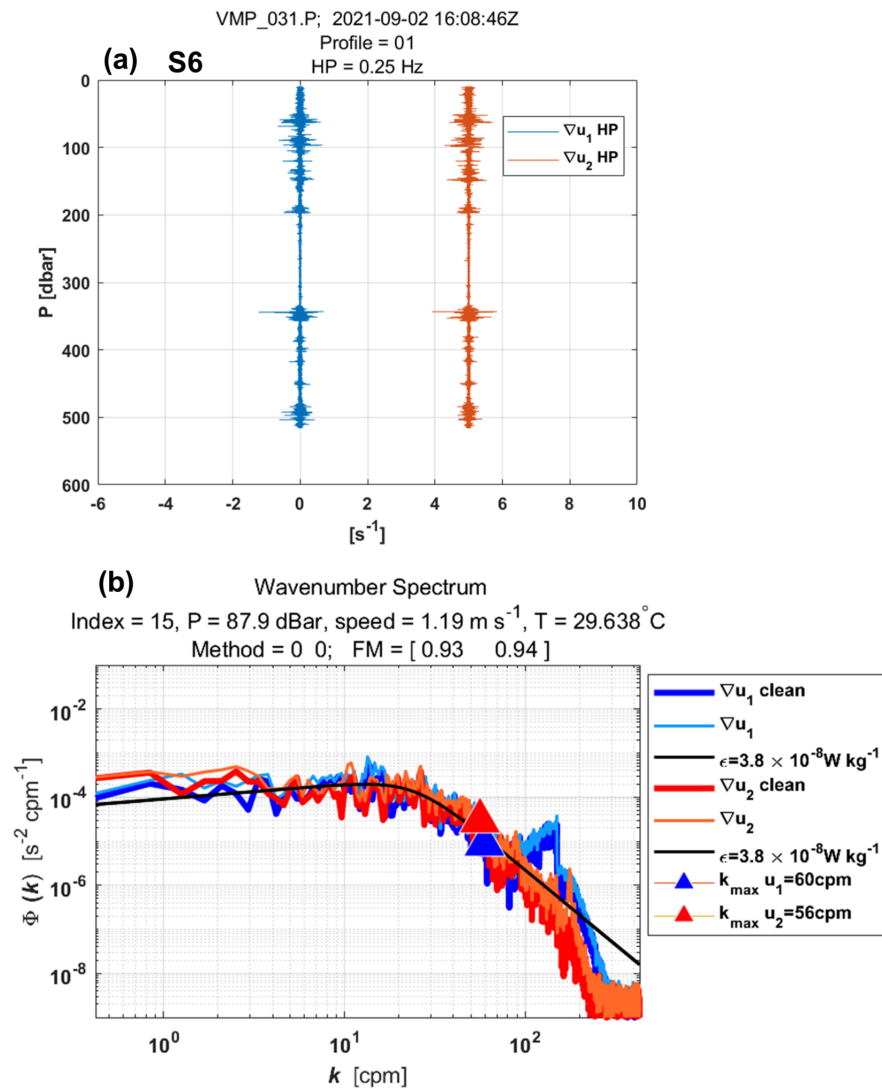 VMP_031.P; 2021-09-02 16:08:46Z
Profile = 01
HP = 0.25 Hz
(a) S6
0
100
200
300
400
500
600
P [dbar]
∇u₁ HP
∇u₂ HP
-6 -4 -2 0 2 4 6 8 10
[s⁻¹]
(b)
Wavenumber Spectrum
Index = 15, P = 87.9 dBar, speed = 1.19 m s⁻¹, T = 29.638°C
Method = 0 0; FM = [ 0.93 0.94 ]
10⁻²
10⁻⁴
10⁻⁶
10⁻⁸
Φ (k) [s⁻² cpm⁻¹]
∇u₁ clean
∇u₁
ϵ=3.8 × 10⁻⁸W kg⁻¹
∇u₂ clean
∇u₂
ϵ=3.8 × 10⁻⁸W kg⁻¹
k_max u₁=60cpm
k_max u₂=56cpm
10⁰ 10¹ 10²
k [cpm]